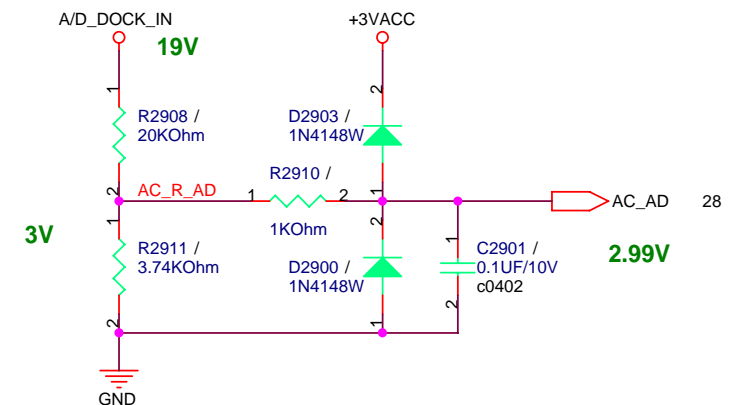 A/D_DOCK_IN
+3VACC
19V
1
2
R2908 /
20KOhm
D2903 /
1N4148W
R2910 /
2
AC_R_AD
1
2
1
AC_AD
28
1
1KOhm
2
1
3V
R2911 /
3.74KOhm
D2900 /
1N4148W
C2901 /
0.1UF/10V
c0402
2.99V
2
2
1
GND